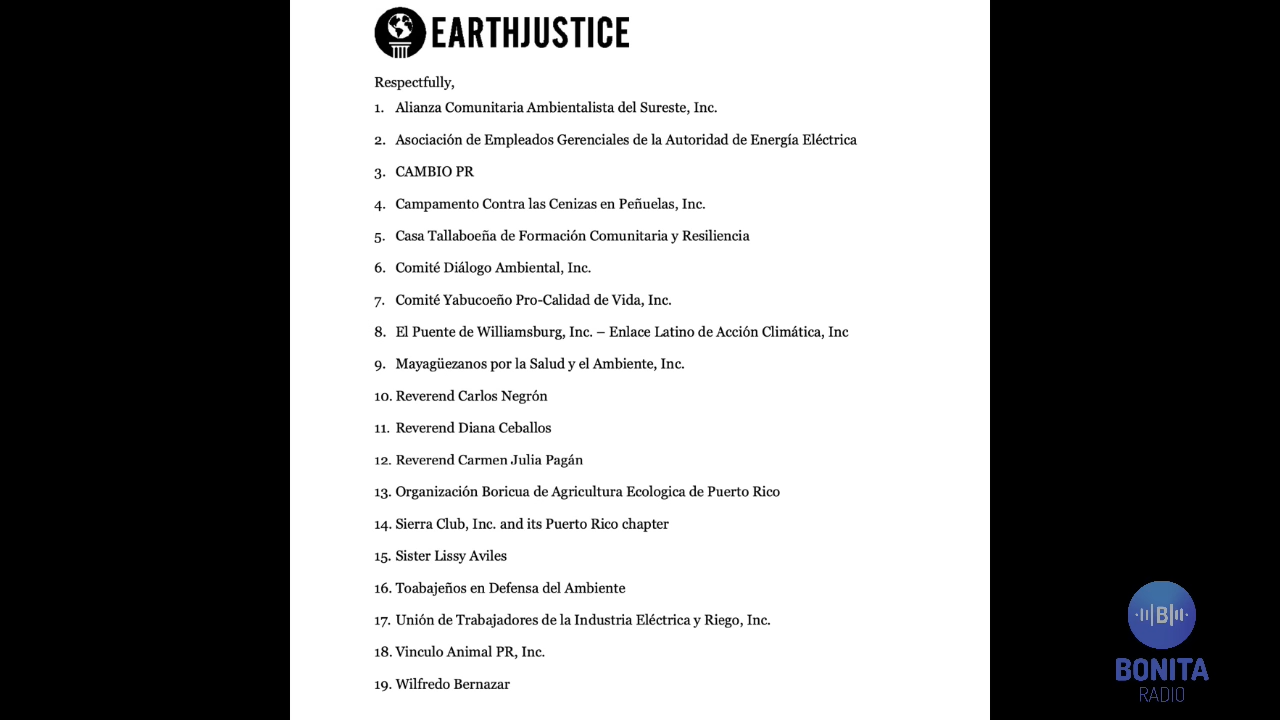 EARTHJUSTICE
Respectfully,
1. Alianza Comunitaria Ambientalista del Sureste, Inc.
2. Asociación de Empleados Gerenciales de la Autoridad de Energía Eléctrica
3. CAMBIO PR
4. Campamento Contra las Cenizas en Peñuelas, Inc.
5. Casa Tallaboeña de Formación Comunitaria y Resiliencia
6. Comité Diálogo Ambiental, Inc.
7. Comité Yabucoeño Pro-Calidad de Vida, Inc.
8. El Puente de Williamsburg, Inc. – Enlace Latino de Acción Climática, Inc
9. Mayagüezanos por la Salud y el Ambiente, Inc.
10. Reverend Carlos Negrón
11. Reverend Diana Ceballos
12. Reverend Carmen Julia Pagán
13. Organización Boricua de Agricultura Ecologica de Puerto Rico
14. Sierra Club, Inc. and its Puerto Rico chapter
15. Sister Lissy Aviles
16. Toabajeños en Defensa del Ambiente
17. Unión de Trabajadores de la Industria Eléctrica y Riego, Inc.
18. Vinculo Animal PR, Inc.
19. Wilfredo Bernazar
B
BONITA
RADIO